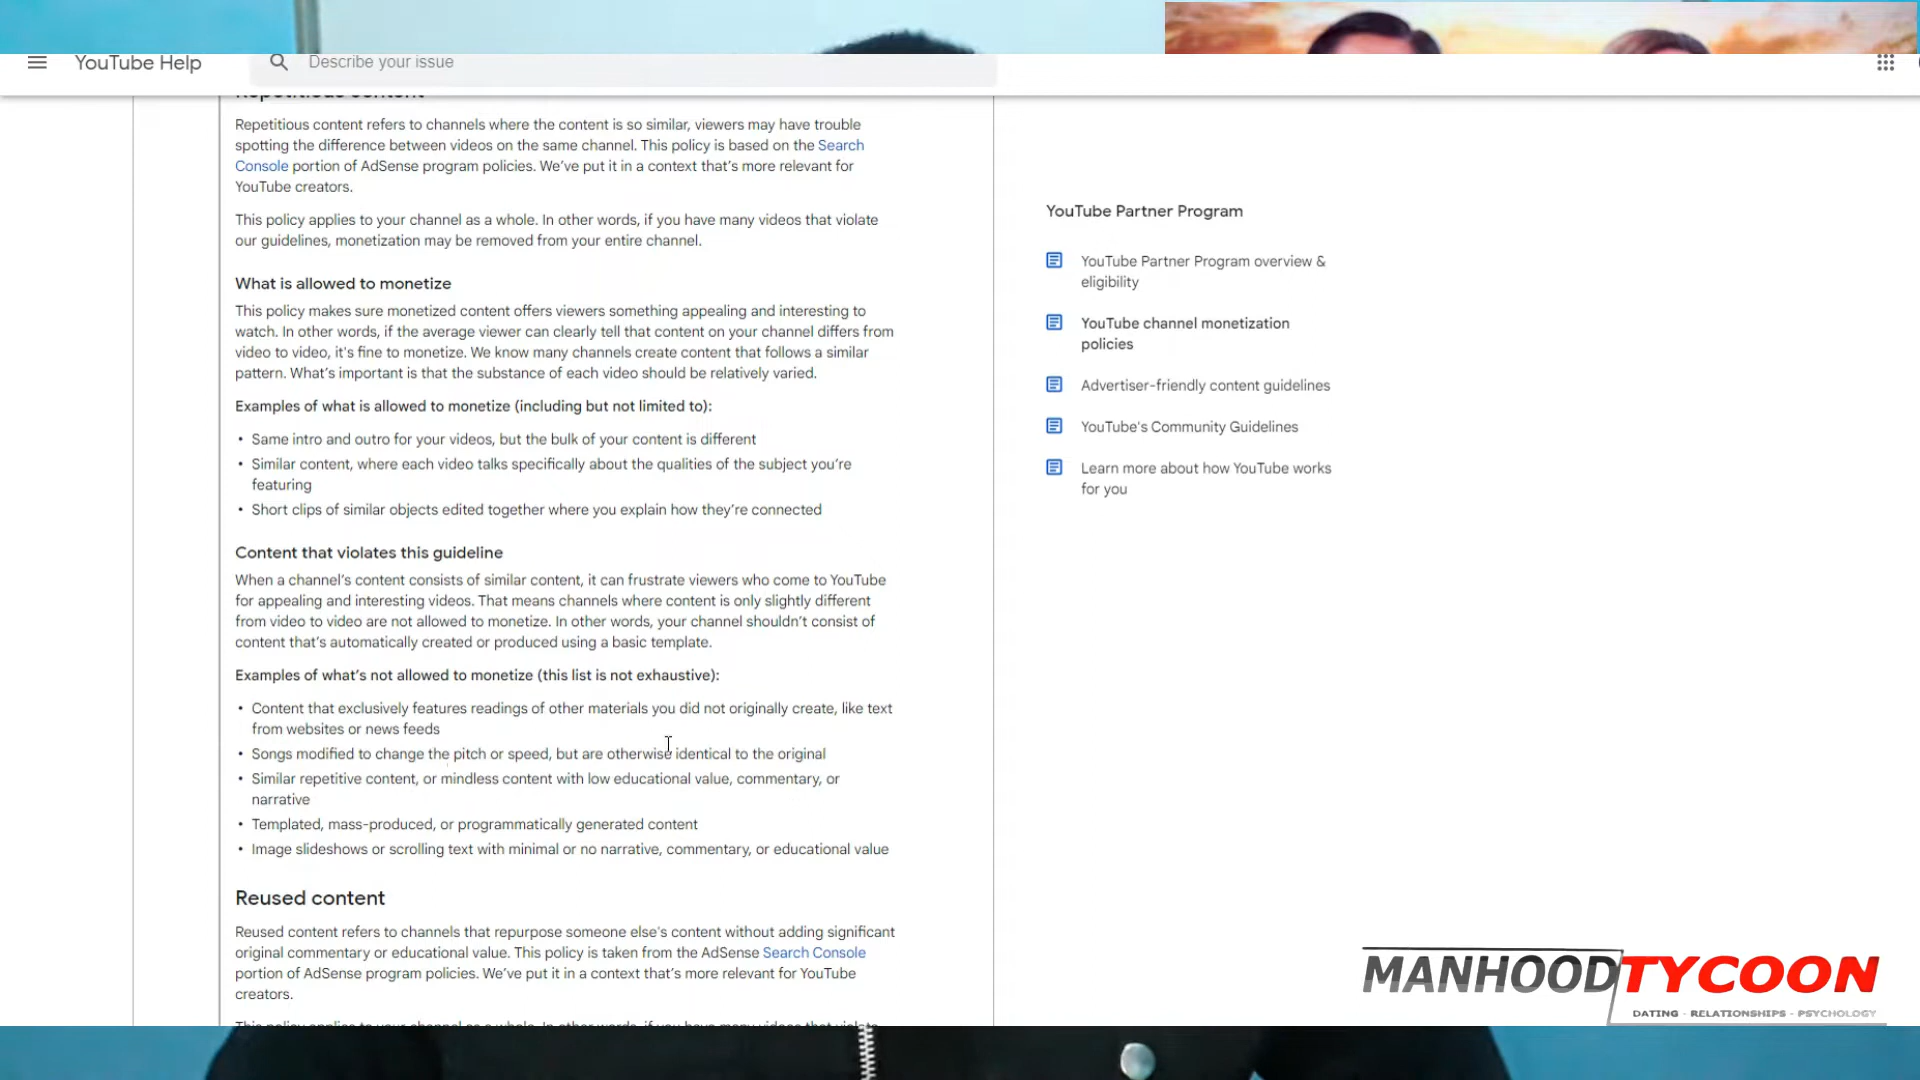 YouTube Help
Describe your issue
Repetitious content
Repetitious content refers to channels where the content is so similar, viewers may have trouble
spotting the difference between videos on the same channel. This policy is based on the Search
Console portion of AdSense program policies. We've put it in a context that's more relevant for
YouTube creators.
This policy applies to your channel as a whole. In other words, if you have many videos that violate
our guidelines, monetization may be removed from your entire channel.
What is allowed to monetize
This policy makes sure monetized content offers viewers something appealing and interesting to
watch. In other words, if the average viewer can clearly tell that content on your channel differs from
video to video, it's fine to monetize. We know many channels create content that follows a similar
pattern. What's important is that the substance of each video should be relatively varied.
Examples of what is allowed to monetize (including but not limited to):
• Same intro and outro for your videos, but the bulk of your content is different
• Similar content, where each video talks specifically about the qualities of the subject you're
featuring
• Short clips of similar objects edited together where you explain how they're connected
Content that violates this guideline
When a channel's content consists of similar content, it can frustrate viewers who come to YouTube
for appealing and interesting videos. That means channels where content is only slightly different
from video to video are not allowed to monetize. In other words, your channel shouldn't consist of
content that's automatically created or produced using a basic template.
Examples of what's not allowed to monetize (this list is not exhaustive):
• Content that exclusively features readings of other materials you did not originally create, like text
from websites or news feeds
• Songs modified to change the pitch or speed, but are otherwise identical to the original
• Similar repetitive content, or mindless content with low educational value, commentary, or
narrative
• Templated, mass-produced, or programmatically generated content
• Image slideshows or scrolling text with minimal or no narrative, commentary, or educational value
Reused content
Reused content refers to channels that repurpose someone else's content without adding significant
original commentary or educational value. This policy is taken from the AdSense Search Console
portion of AdSense program policies. We've put it in a context that's more relevant for YouTube
creators.
This policy applies to your channel as a whole. In other words, if you have many videos that violate
YouTube Partner Program
YouTube Partner Program overview &
eligibility
YouTube channel monetization
policies
Advertiser-friendly content guidelines
YouTube's Community Guidelines
Learn more about how YouTube works
for you
MANHOODTYCOON
DATING - RELATIONSHIPS - PSYCHOLOGY